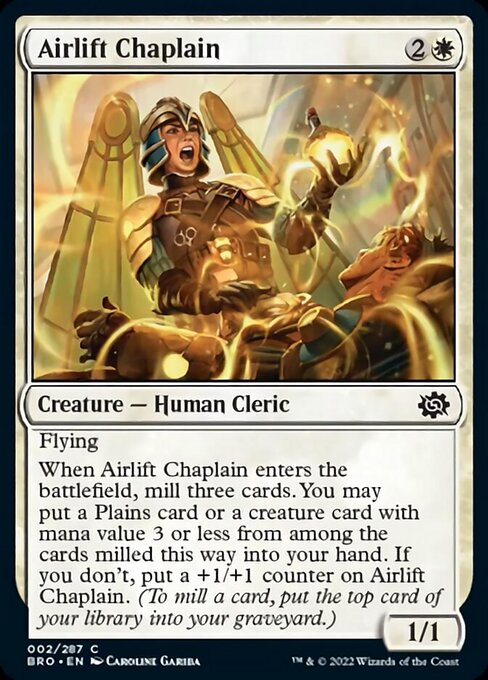 Airlift Chaplain 2
Creature — Human Cleric
Flying
When Airlift Chaplain enters the
battlefield, mill three cards. You may
put a Plains card or a creature card with
mana value 3 or less from among the
cards milled this way into your hand. If
you don't, put a +1/+1 counter on Airlift
Chaplain. (To mill a card, put the top card of
your library into your graveyard.)
1/1
002/287 C
BRO • EN Caroline Gariba
™ & © 2022 Wizards of the Coast